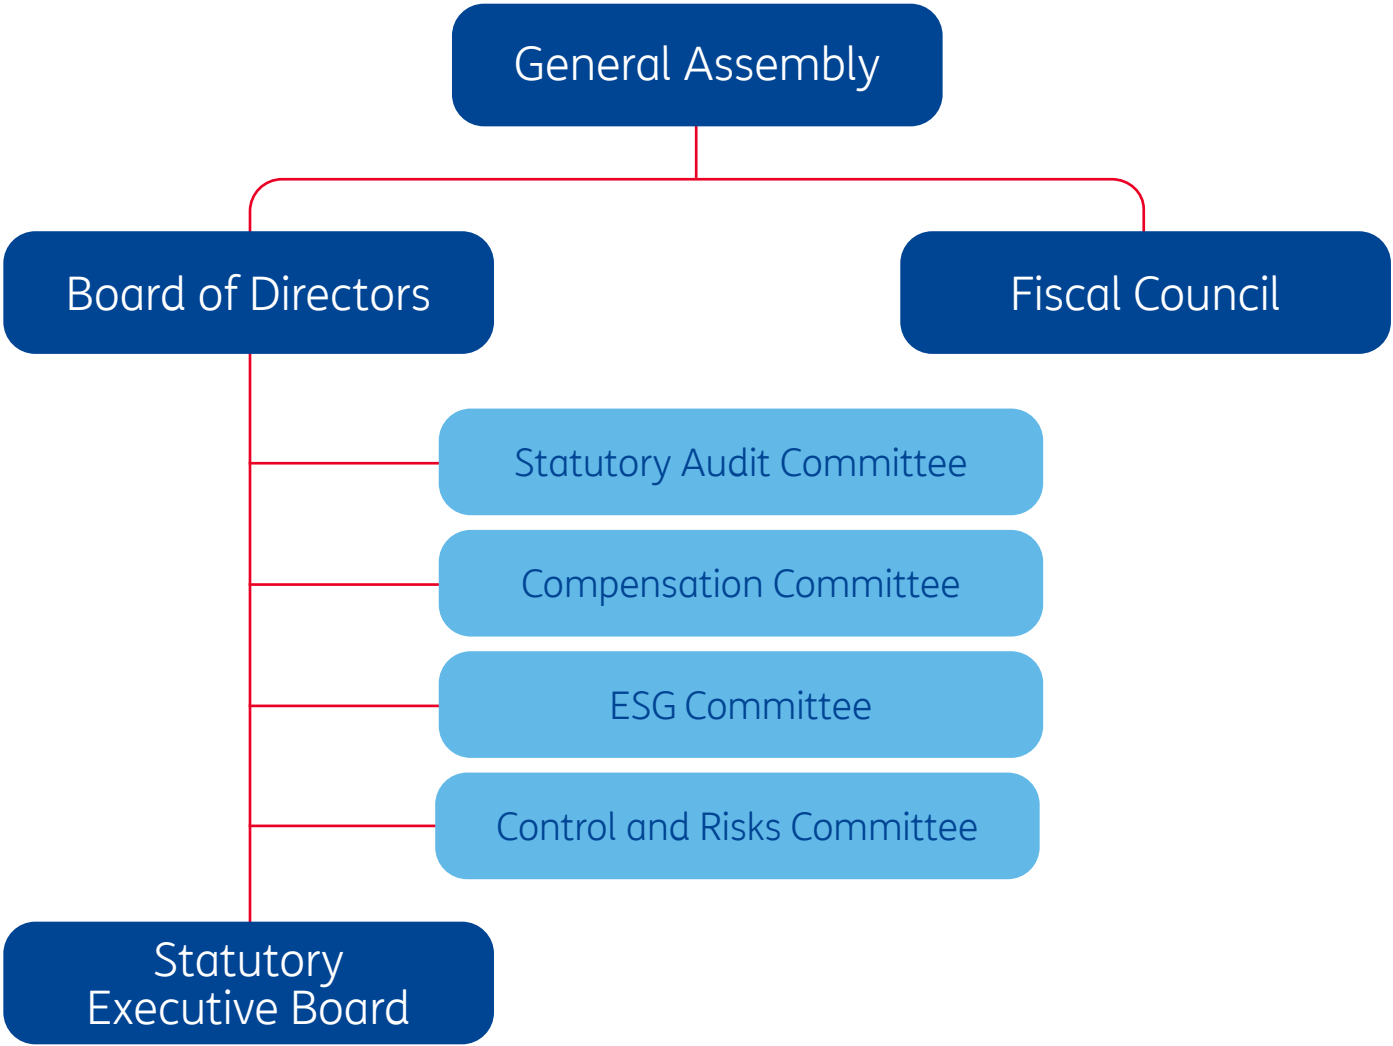 General Assembly
Board of Directors
Fiscal Council
Statutory Audit Committee
Compensation Committee
ESG Committee
Control and Risks Committee
Statutory
Executive Board